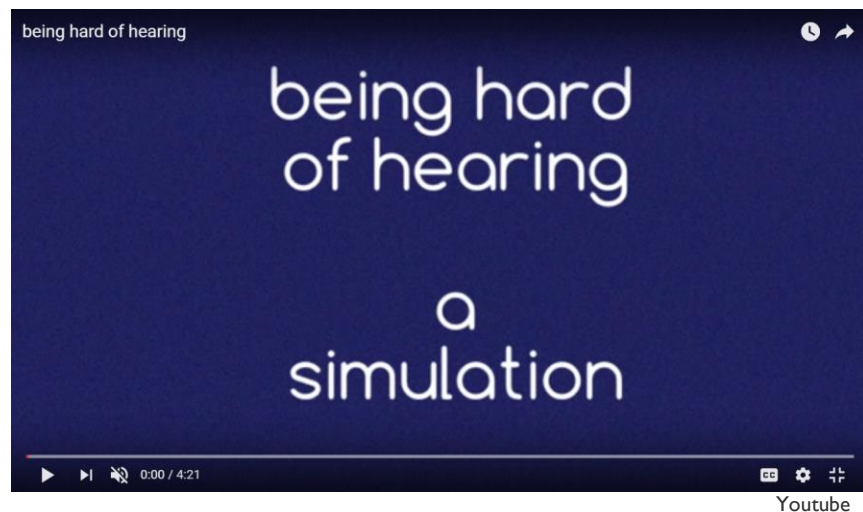 being hard of hearing
being hard
of hearing
a
simulation
0:00 / 4:21
CC
Youtube